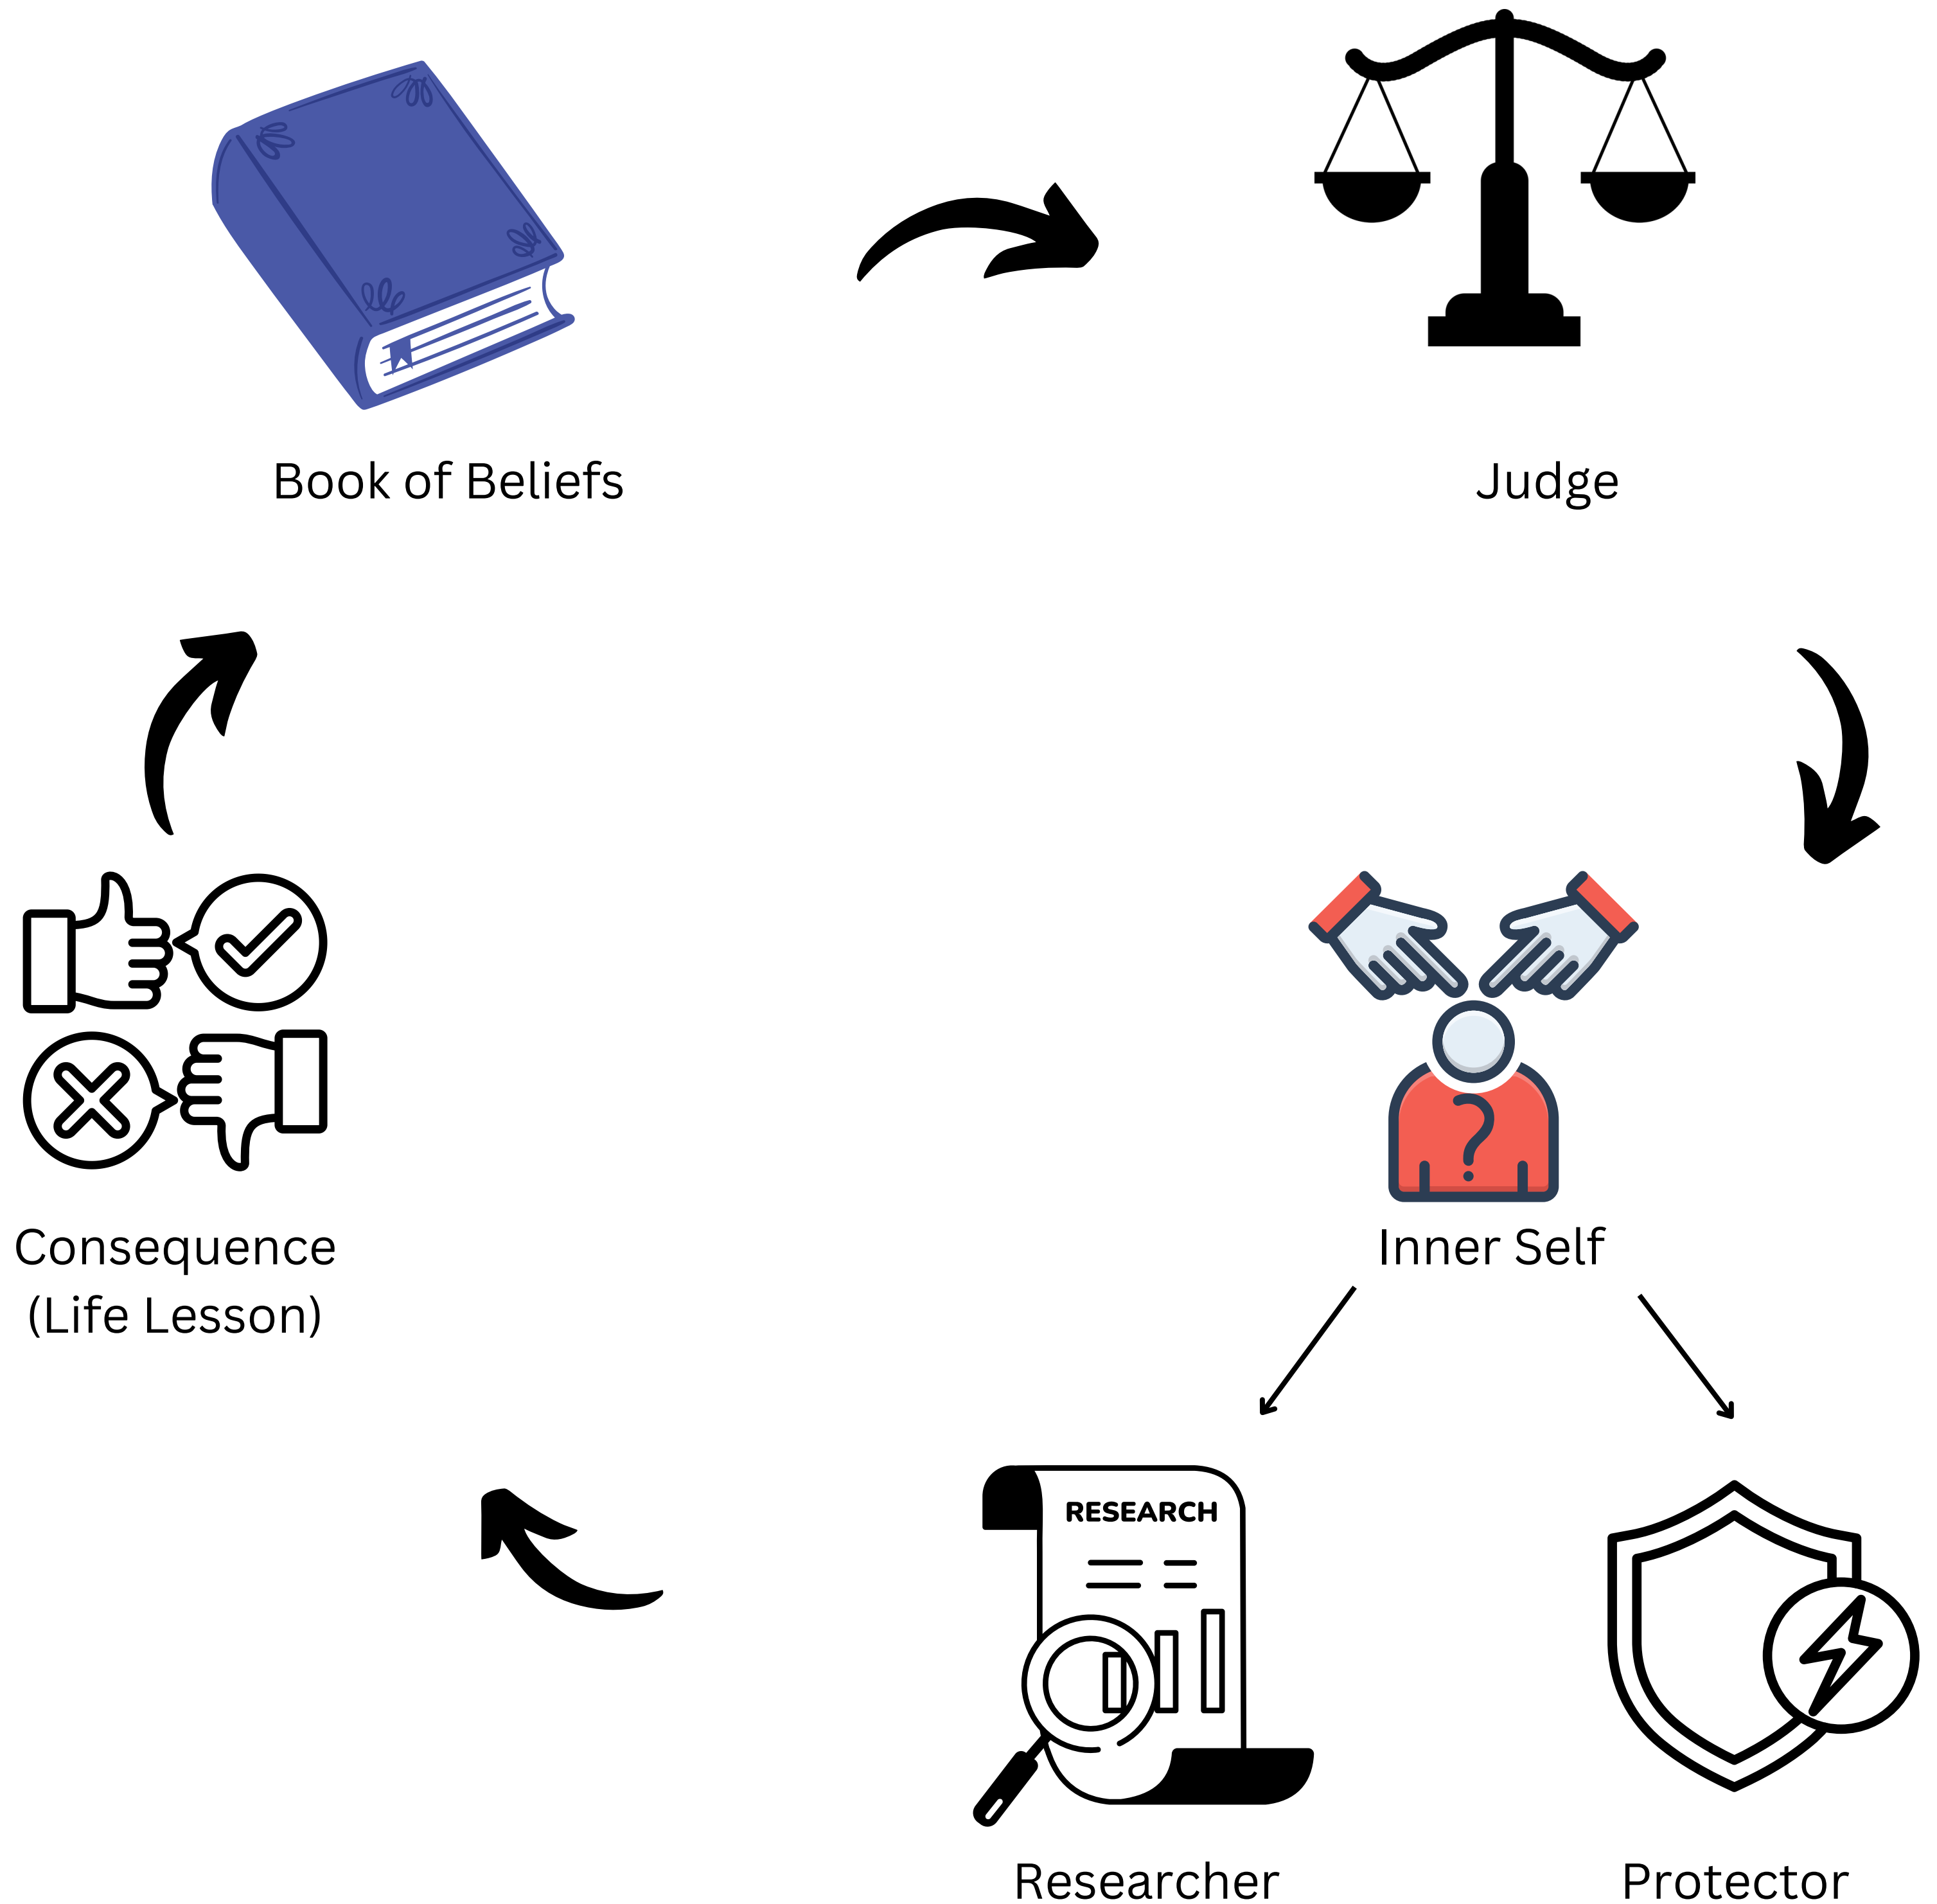 Book of Beliefs
Judge
Consequence
(Life Lesson)
Inner Self
RESEARCH
Researcher
Protector